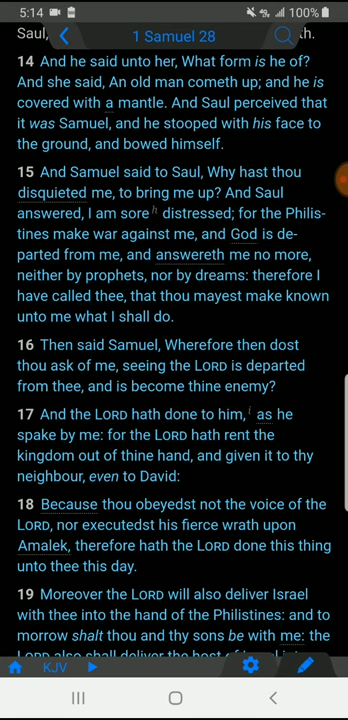 5:14 100%
Saul, th.
1 Samuel 28
14 And he said unto her, What form is he of?
And she said, An old man cometh up; and he is
covered with a mantle. And Saul perceived that
it was Samuel, and he stooped with his face to
the ground, and bowed himself.
15 And Samuel said to Saul, Why hast thou
disquieted me, to bring me up? And Saul
answered, I am sore h distressed; for the Philis-
tines make war against me, and God is de-
parted from me, and answereth me no more,
neither by prophets, nor by dreams: therefore I
have called thee, that thou mayest make known
unto me what I shall do.
16 Then said Samuel, Wherefore then dost
thou ask of me, seeing the LORD is departed
from thee, and is become thine enemy?
17 And the LORD hath done to him, i as he
spake by me: for the LORD hath rent the
kingdom out of thine hand, and given it to thy
neighbour, even to David:
18 Because thou obeyedst not the voice of the
LORD, nor executedst his fierce wrath upon
Amalek, therefore hath the LORD done this thing
unto thee this day.
19 Moreover the LORD will also deliver Israel
with thee into the hand of the Philistines: and to
morrow shalt thou and thy sons be with me: the
LORD also shall deliver the host of
KJV